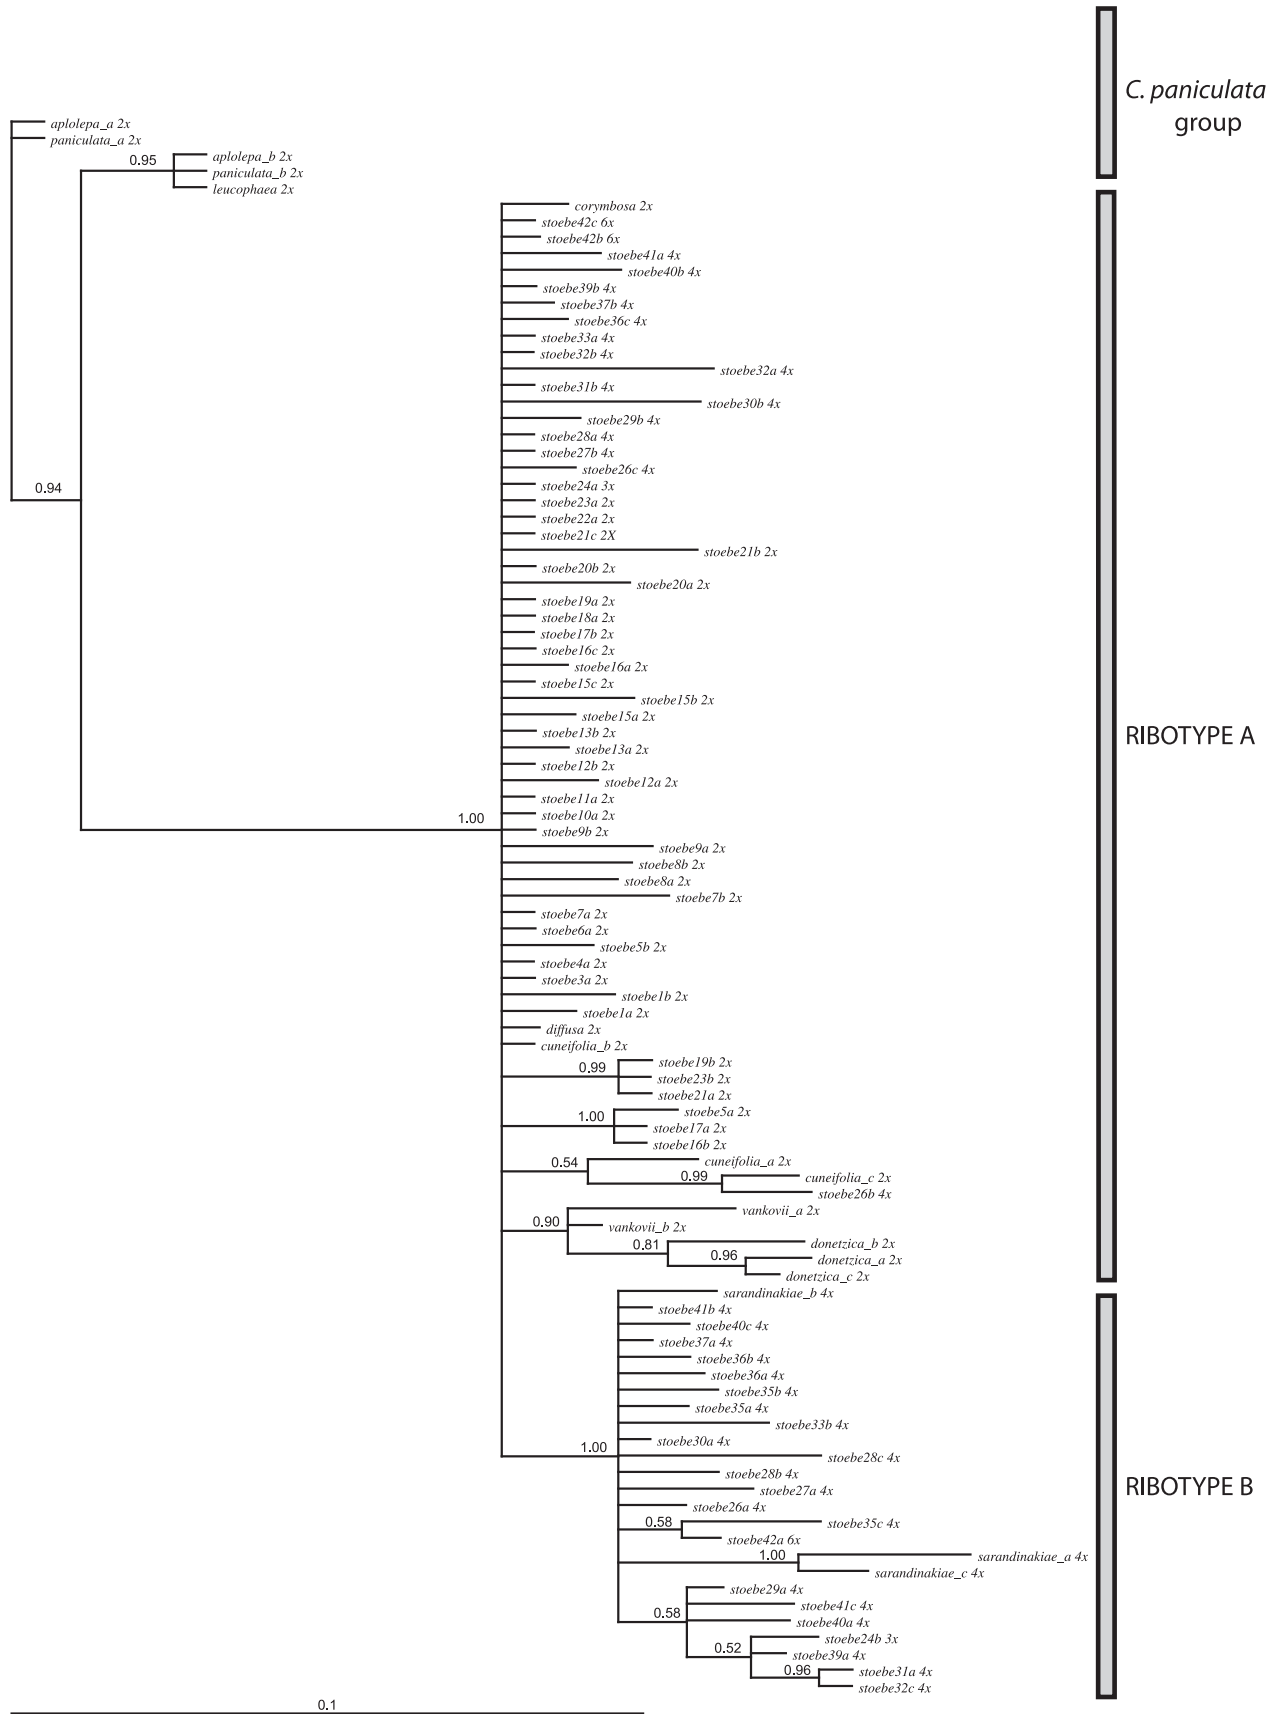 C. paniculata
group
aplolepa_a 2x
paniculata_a 2x
0.95
aplolepa_b 2x
paniculata_b 2x
leucophaea 2x
corymbosa 2x
stoebe42c 6x
stoebe42b 6x
stoebe41a 4x
stoebe40b 4x
stoebe39b 4x
stoebe37b 4x
stoebe36c 4x
stoebe33a 4x
stoebe32b 4x
stoebe32a 4x
stoebe31b 4x
stoebe30b 4x
stoebe29b 4x
stoebe28a 4x
stoebe27b 4x
stoebe26c 4x
stoebe24a 3x
0.94
stoebe23a 2x
stoebe22a 2x
stoebe21c 2X
stoebe21b 2x
stoebe20b 2x
stoebe20a 2x
stoebe19a 2x
stoebe18a 2x
stoebe17b 2x
stoebe16c 2x
stoebe16a 2x
stoebe15c 2x
stoebe15b 2x
stoebe15a 2x
stoebe13b 2x
RIBOTYPE A
stoebe13a 2x
stoebe12b 2x
stoebe12a 2x
stoebe11a 2x
stoebe10a 2x
1.00
stoebe9b 2x
stoebe9a 2x
stoebe8b 2x
stoebe8a 2x
stoebe7b 2x
stoebe7a 2x
stoebe6a 2x
stoebe5b 2x
stoebe4a 2x
stoebe3a 2x
stoebe1b 2x
stoebe1a 2x
diffusa 2x
cuneifolia_b 2x
stoebe19b 2x
0.99
stoebe23b 2x
stoebe21a 2x
stoebe5a 2x
1.00
stoebe17a 2x
stoebe16b 2x
cuneifolia_a 2x
0.54
0.99
cuneifolia_c 2x
stoebe26b 4x
vankovii_a 2x
0.90
vankovii_b 2x
donetzica_b 2x
0.81
0.96
donetzica_a 2x
donetzica_c 2x
sarandinakiae_b 4x
stoebe41b 4x
stoebe40c 4x
stoebe37a 4x
stoebe36b 4x
stoebe36a 4x
stoebe35b 4x
stoebe35a 4x
stoebe33b 4x
stoebe30a 4x
1.00
stoebe28c 4x
stoebe28b 4x
RIBOTYPE B
stoebe27a 4x
stoebe26a 4x
0.58
stoebe35c 4x
stoebe42a 6x
1.00
sarandinakiae_a 4x
sarandinakiae_c 4x
stoebe29a 4x
stoebe41c 4x
0.58
stoebe40a 4x
stoebe24b 3x
0.52
stoebe39a 4x
0.96
stoebe31a 4x
stoebe32c 4x
0.1